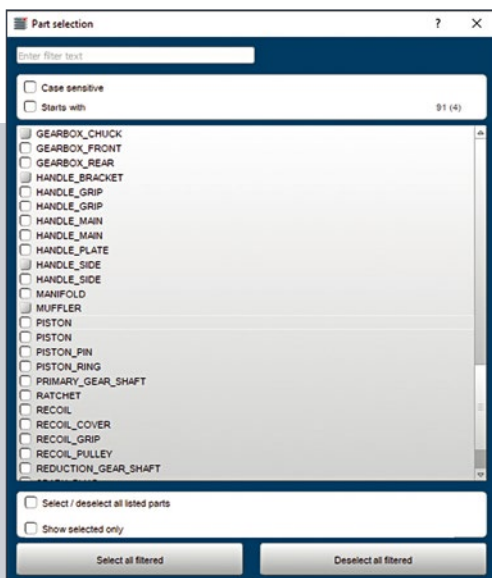 Part selection
? X
Enter filter text
Case sensitive
Starts with
91 (4)
GEARBOX_CHUCK
GEARBOX_FRONT
GEARBOX_REAR
HANDLE_BRACKET
HANDLE_GRIP
HANDLE_GRIP
HANDLE_MAIN
HANDLE_MAIN
HANDLE_PLATE
HANDLE_SIDE
HANDLE_SIDE
MANIFOLD
MUFFLER
PISTON
PISTON
PISTON_PIN
PISTON_RING
PRIMARY_GEAR_SHAFT
RATCHET
RECOIL
RECOIL_COVER
RECOIL_GRIP
RECOIL_PULLEY
REDUCTION_GEAR_SHAFT
Select / deselect all listed parts
Show selected only
Select all filtered
Deselect all filtered